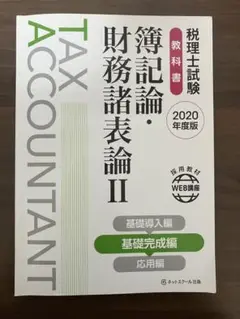 税理士試験
教科書
簿記論・
財務諸表論Ⅱ
2020
年度版
採用教材
WEB講座
基礎導入編
基礎完成編
応用編
ネットスクール出版
TAX
ACCOUNTANT